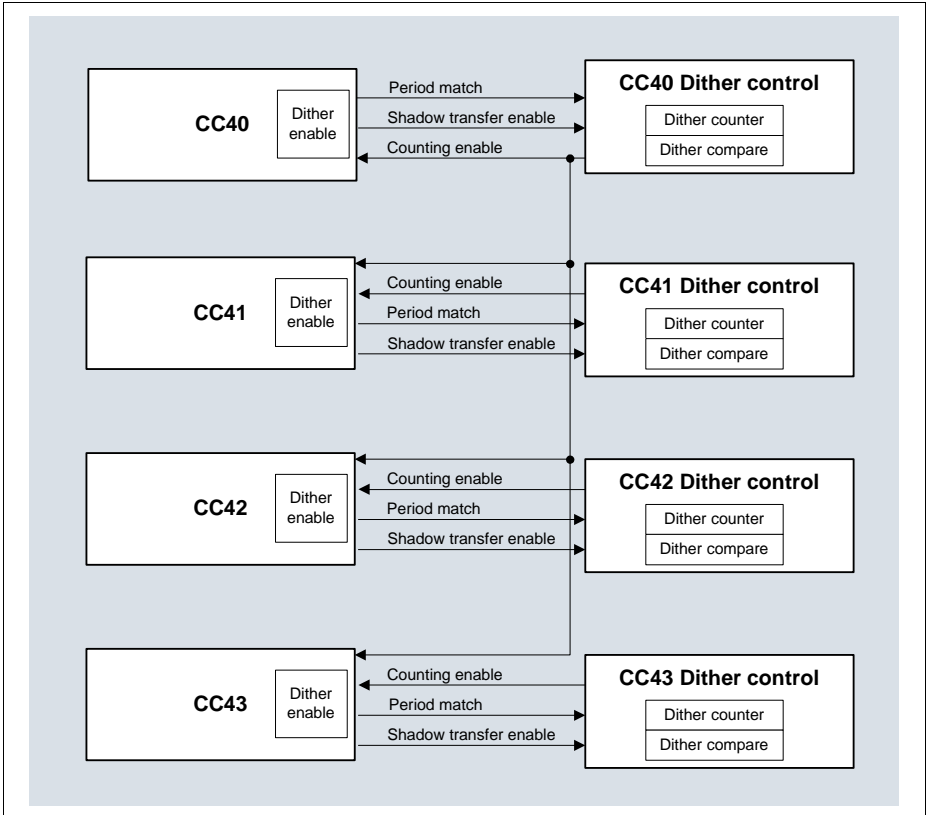 CC40
Dither
enable
Period match
Shadow transfer enable
Counting enable
CC40 Dither control
Dither counter
Dither compare
CC41
Dither
enable
Counting enable
Period match
Shadow transfer enable
CC41 Dither control
Dither counter
Dither compare
CC42
Dither
enable
Counting enable
Period match
Shadow transfer enable
CC42 Dither control
Dither counter
Dither compare
CC43
Dither
enable
Counting enable
Period match
Shadow transfer enable
CC43 Dither control
Dither counter
Dither compare